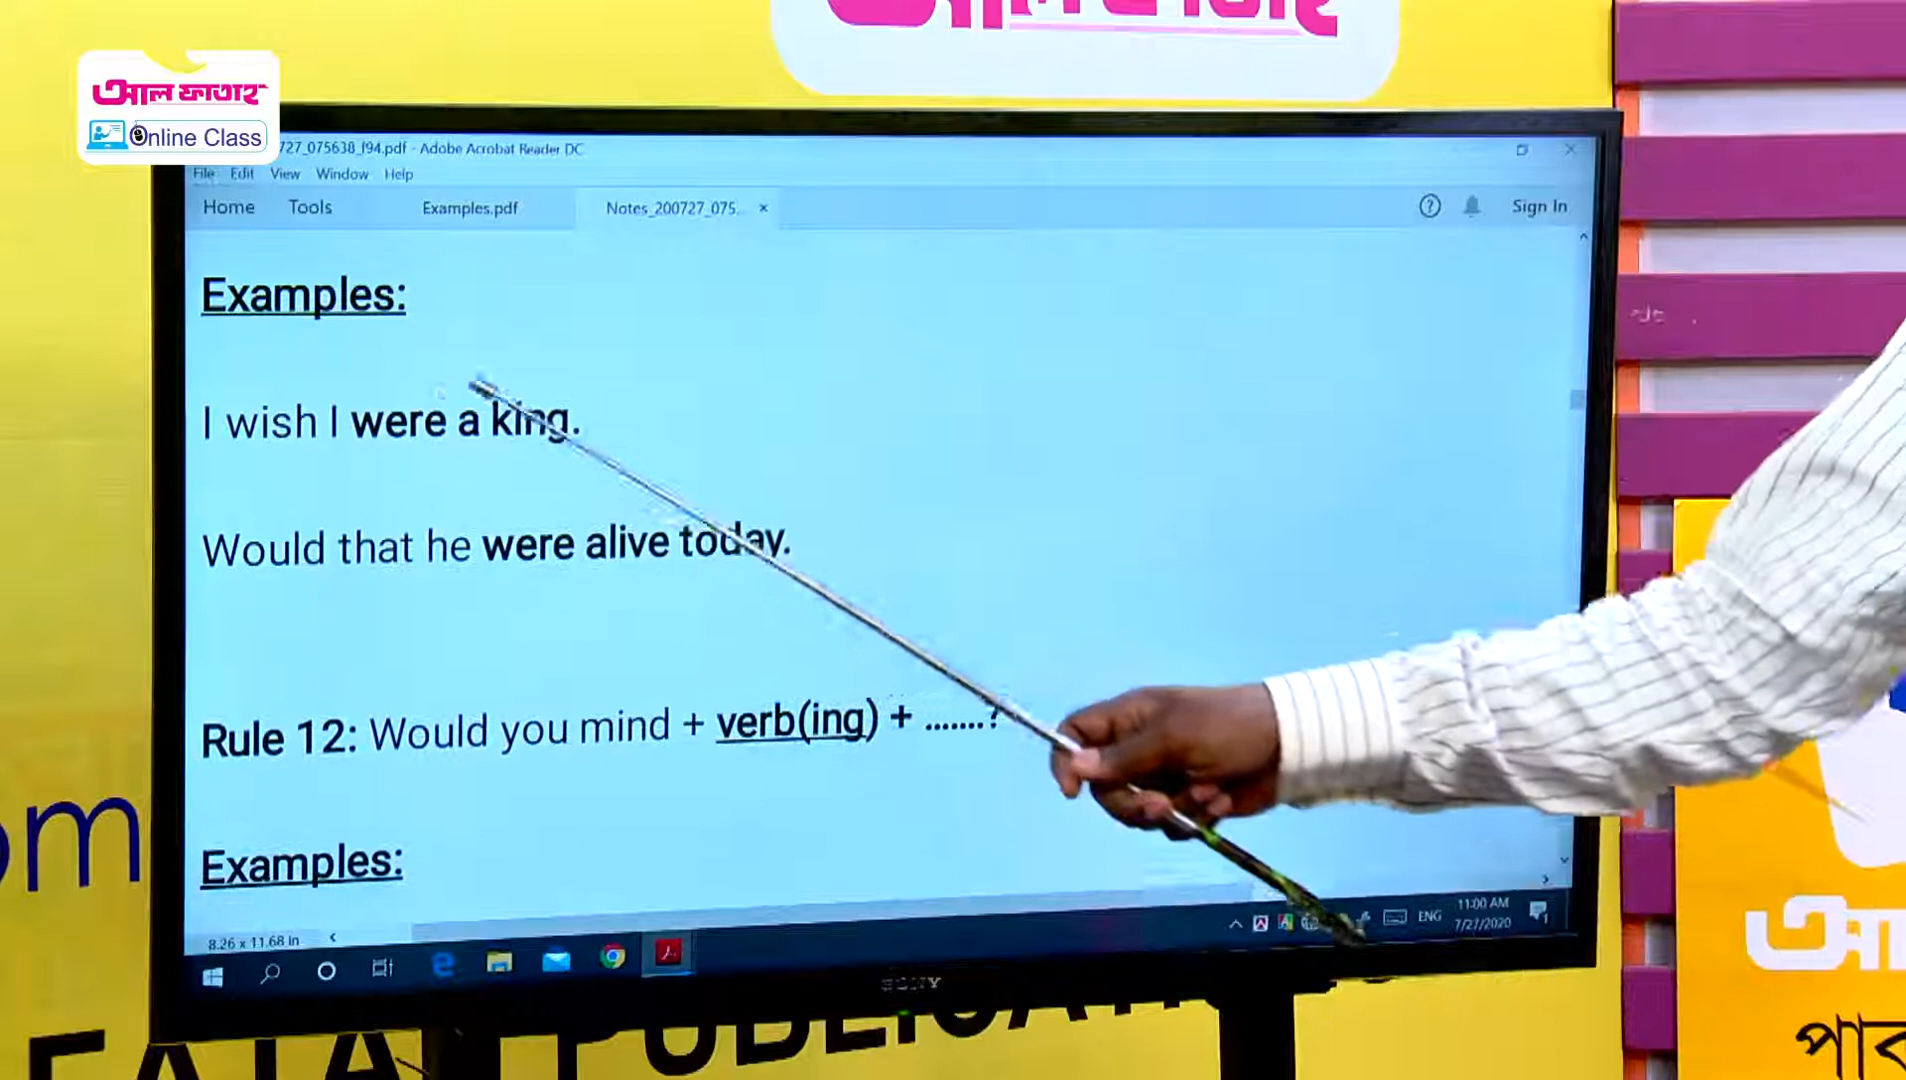 আল ফাতাহ
Online Class
727_075638_f94.pdf - Adobe Acrobat Reader DC
File Edit View Window Help
Home Tools Examples.pdf Notes_200727_075... × Sign In
Examples:
I wish I were a king.
Would that he were alive today.
Rule 12: Would you mind + verb(ing) + .......?
Examples:
8.26 x 11.68 in
ENG
11:00 AM
7/27/2020
SONY
om